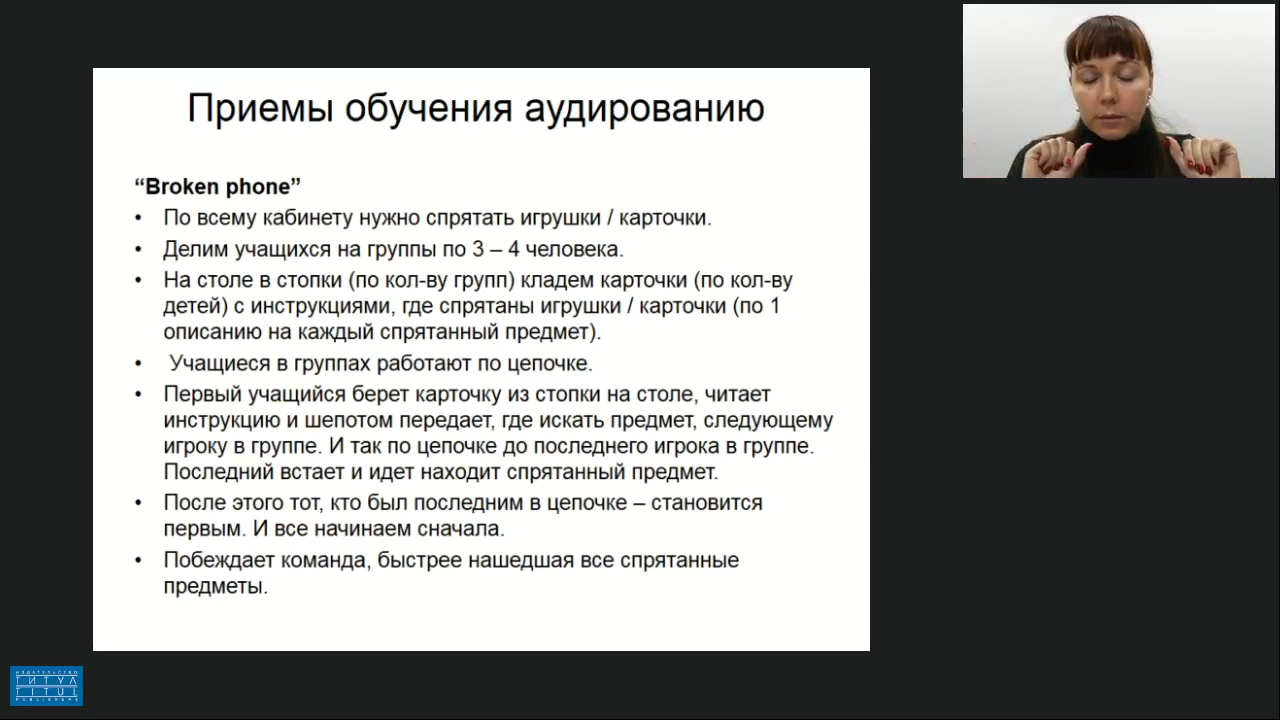 Приемы обучения аудированию
“Broken phone”
• По всему кабинету нужно спрятать игрушки / карточки.
• Делим учащихся на группы по 3 – 4 человека.
• На столе в стопки (по кол-ву групп) кладем карточки (по кол-ву
детей) с инструкциями, где спрятаны игрушки / карточки (по 1
описанию на каждый спрятанный предмет).
• Учащиеся в группах работают по цепочке.
• Первый учащийся берет карточку из стопки на столе, читает
инструкцию и шепотом передает, где искать предмет, следующему
игроку в группе. И так по цепочке до последнего игрока в группе.
Последний встает и идет находит спрятанный предмет.
• После этого тот, кто был последним в цепочке – становится
первым. И все начинаем сначала.
• Побеждает команда, быстрее нашедшая все спрятанные
предметы.
ИЗДАТЕЛЬСТВО
ТИТУЛ
TITUL
PUBLISHERS